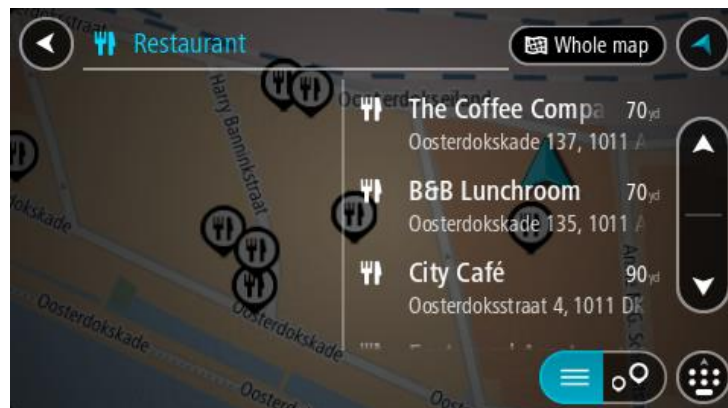 Restaurant
Whole map
The Coffee Compa 70yd
Oosterdokskade 137, 1011 A
B&B Lunchroom 70yd
Oosterdokskade 135, 1011 A
City Café 90yd
Oosterdoksstraat 4, 1011 DK
Oosterdokseiland
Harry Banninkstraat
Oosterdokskade
Oosterdokskade